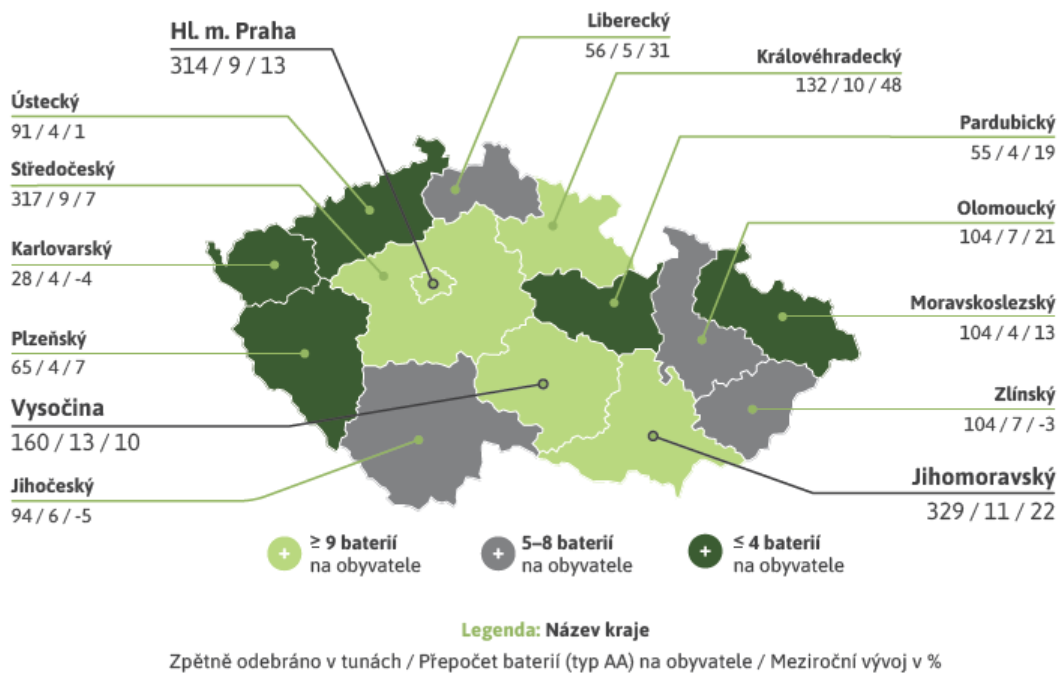 Hl. m. Praha
314 / 9 / 13
Liberecký
56 / 5 / 31
Královéhradecký
132 / 10 / 48
Ústecký
91 / 4 / 1
Pardubický
55 / 4 / 19
Středočeský
317 / 9 / 7
Olomoucký
104 / 7 / 21
Karlovarský
28 / 4 / -4
Moravskoslezský
104 / 4 / 13
Plzeňský
65 / 4 / 7
Zlínský
104 / 7 / -3
Vysočina
160 / 13 / 10
Jihočeský
94 / 6 / -5
Jihomoravský
329 / 11 / 22
≥ 9 baterií
na obyvatele
5–8 baterií
na obyvatele
≤ 4 baterií
na obyvatele
Legenda: Název kraje
Zpětně odebráno v tunách / Přepočet baterií (typ AA) na obyvatele / Meziroční vývoj v %